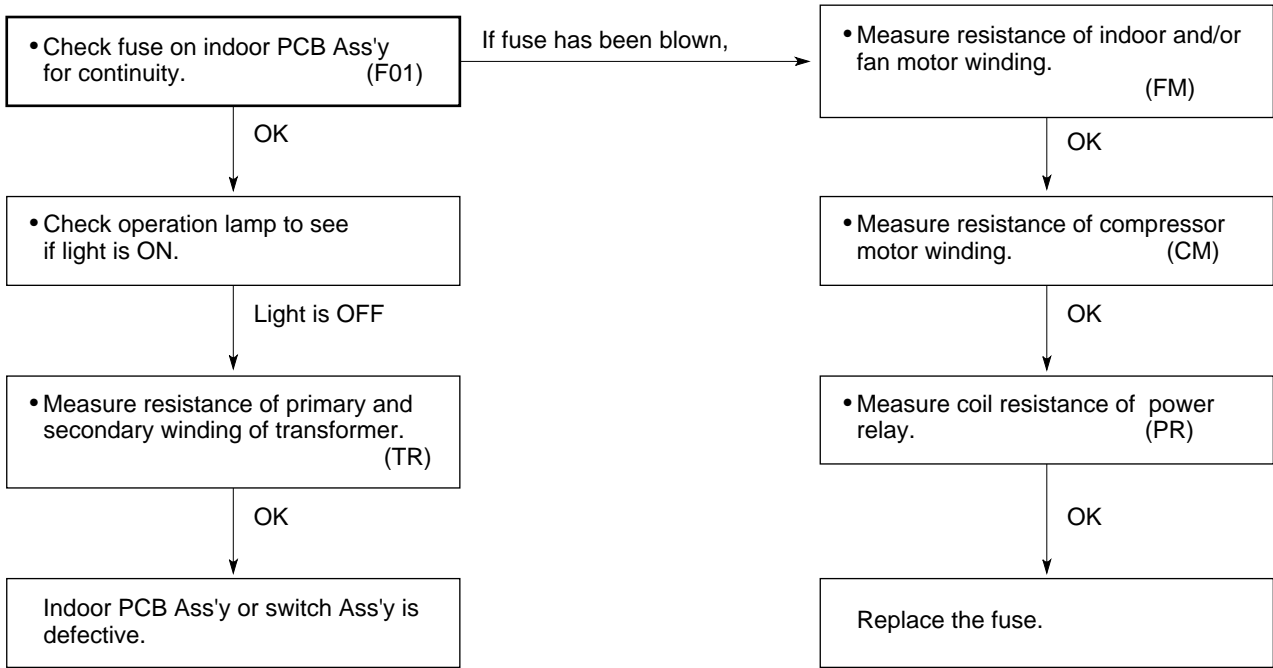 • Check fuse on indoor PCB Ass'y
for continuity. (F01)
If fuse has been blown,
• Measure resistance of indoor and/or
fan motor winding.
(FM)
OK
OK
• Check operation lamp to see
if light is ON.
• Measure resistance of compressor
motor winding. (CM)
Light is OFF
OK
• Measure resistance of primary and
secondary winding of transformer.
(TR)
• Measure coil resistance of power
relay. (PR)
OK
OK
Indoor PCB Ass'y or switch Ass'y is
defective.
Replace the fuse.